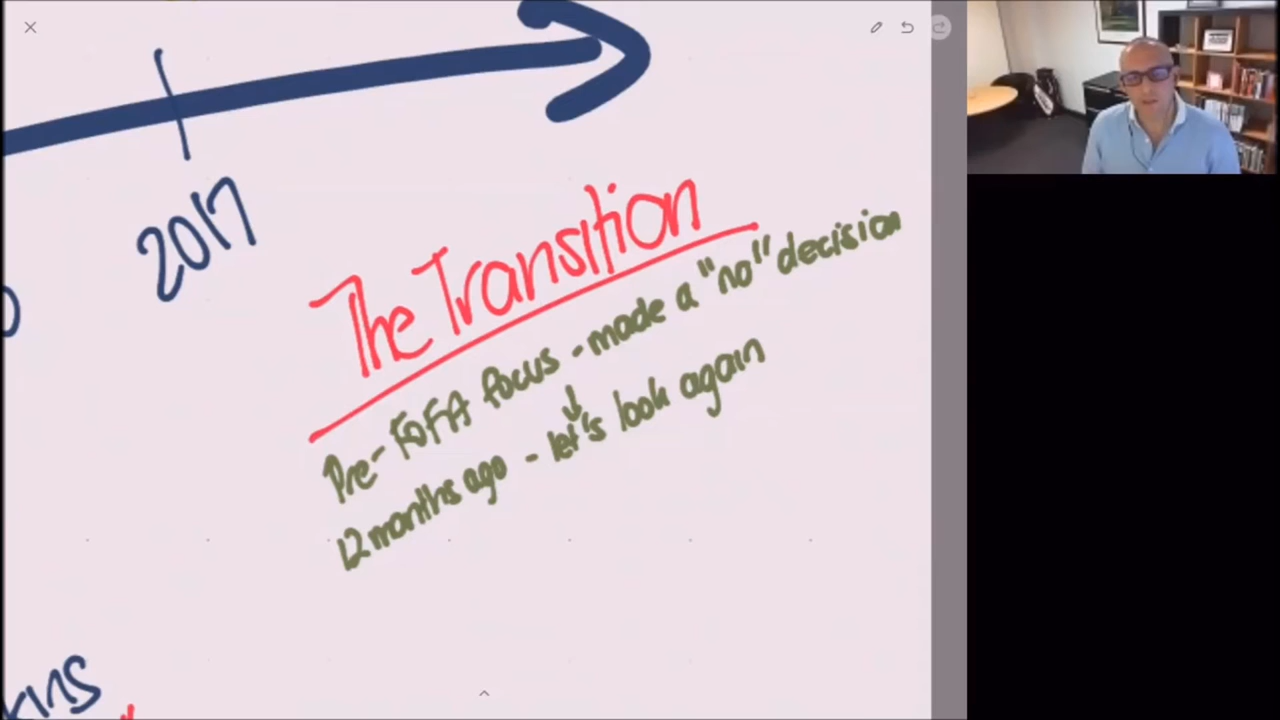 2017
The Transition
Pre-FOFA focus - made a "no" decision
12 months ago - let's look again